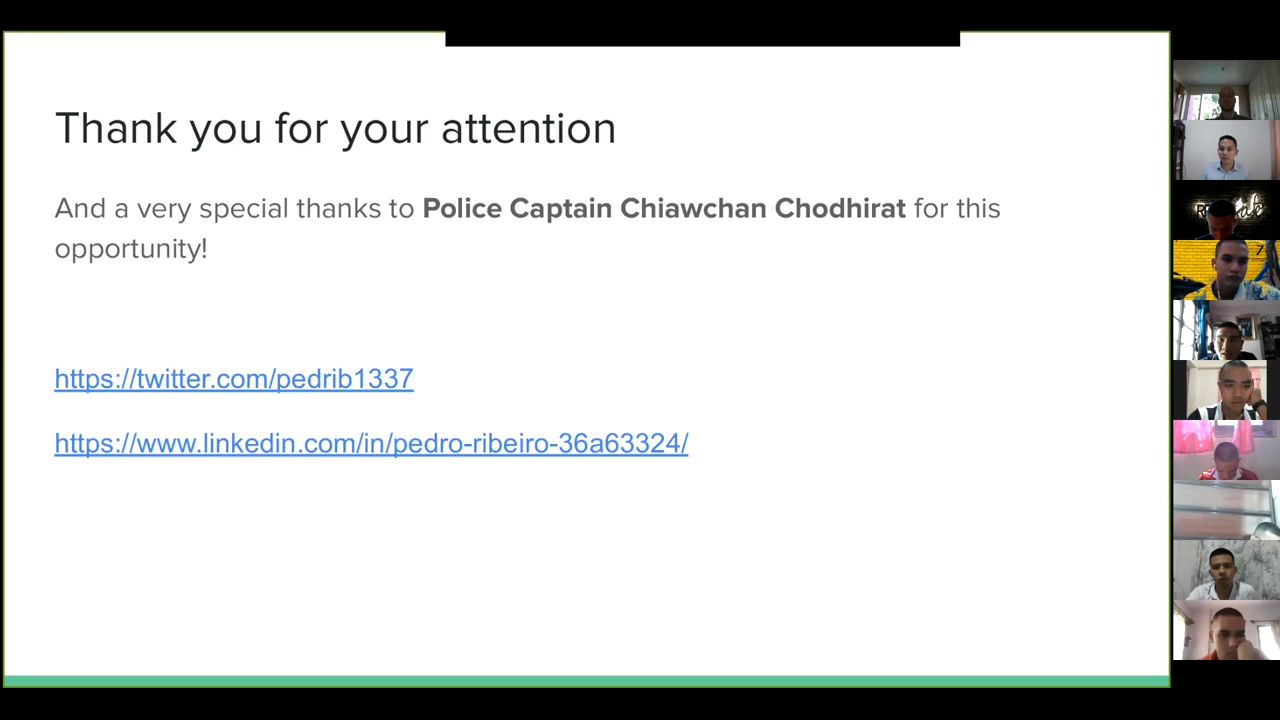 Thank you for your attention
And a very special thanks to Police Captain Chiawchan Chodhirat for this
opportunity!
https://twitter.com/pedrib1337
https://www.linkedin.com/in/pedro-ribeiro-36a63324/